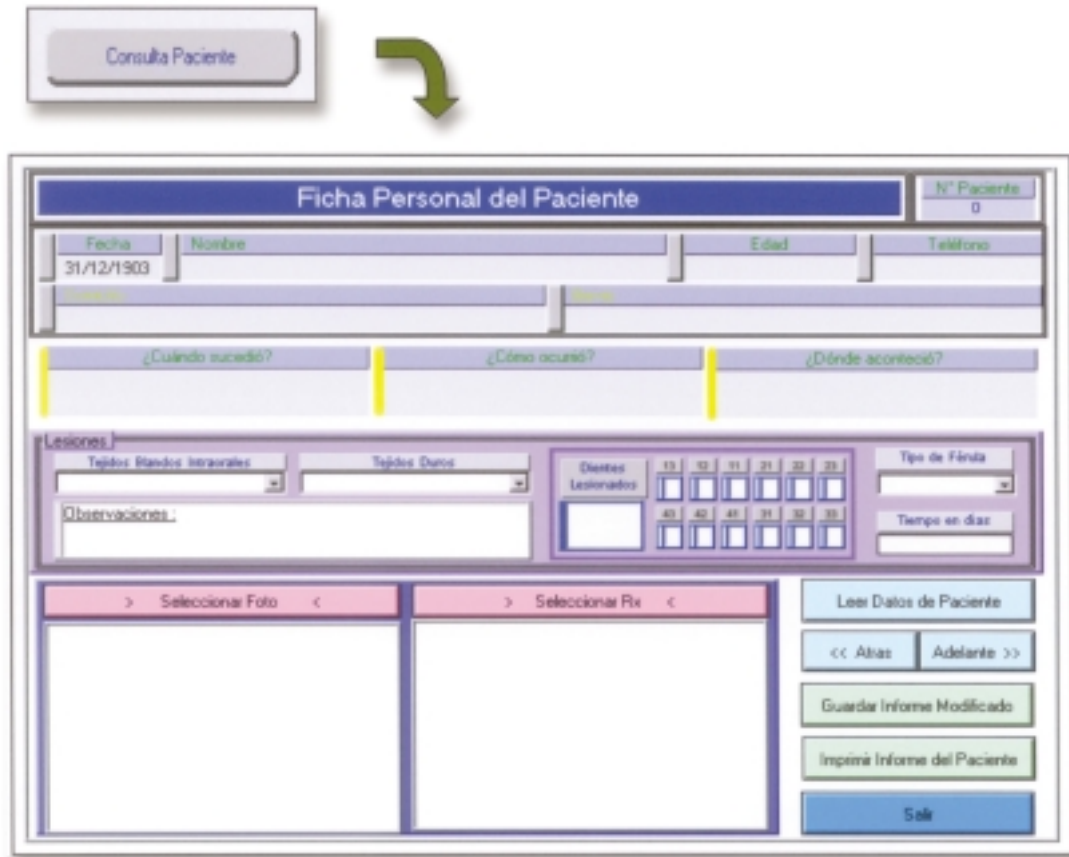 Consulta Paciente
Ficha Personal del Paciente
N° Paciente
0
Fecha Nombre Edad Teléfono
31/12/1903
¿Cuándo sucedió? ¿Cómo ocurrió? ¿Dónde aconteció?
Lesiones
Tejidos Blandos Intraorales Tejidos Duros
Observaciones :
Dientes
Lesionados
13 12 11 21 22 23
43 42 41 31 32 33
Tipo de Férula
Tiempo en días
> Seleccionar Foto < > Seleccionar Rx <
Leer Datos de Paciente
<< Atras Adelante >>
Guardar Informe Modificado
Imprimir Informe del Paciente
Salir